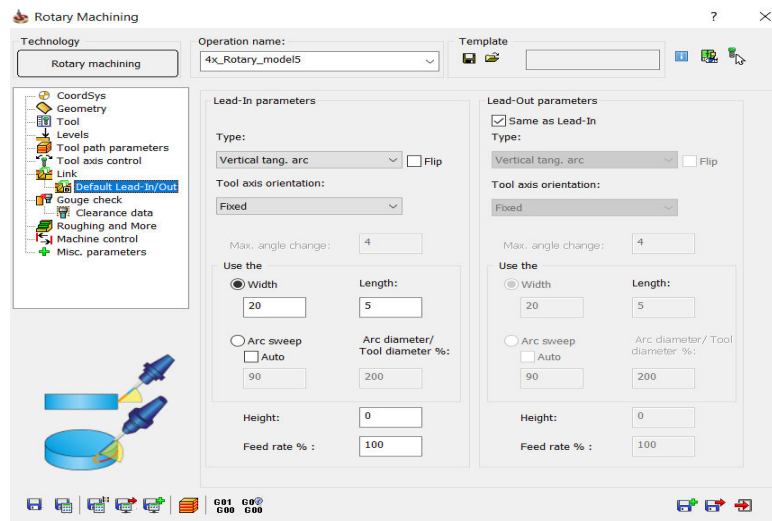 Rotary Machining
?
Technology
Rotary machining
Operation name:
4x_Rotary_model5
Template
CoordSys
Geometry
Tool
Levels
Tool path parameters
Tool axis control
Link
Default Lead-In/Out
Gouge check
Clearance data
Roughing and More
Machine control
Misc. parameters
Lead-In parameters
Type:
Vertical tang. arc
Flip
Tool axis orientation:
Fixed
Max. angle change:
4
Use the
Width
Length:
20
5
Arc sweep
Auto
Arc diameter/
Tool diameter %:
90
200
Height:
0
Feed rate % :
100
Lead-Out parameters
Same as Lead-In
Type:
Vertical tang. arc
Flip
Tool axis orientation:
Fixed
Max. angle change:
4
Use the
Width
Length:
20
5
Arc sweep
Auto
Arc diameter/ Tool
diameter %:
90
200
Height:
0
Feed rate % :
100
G01 G0
G00 G00